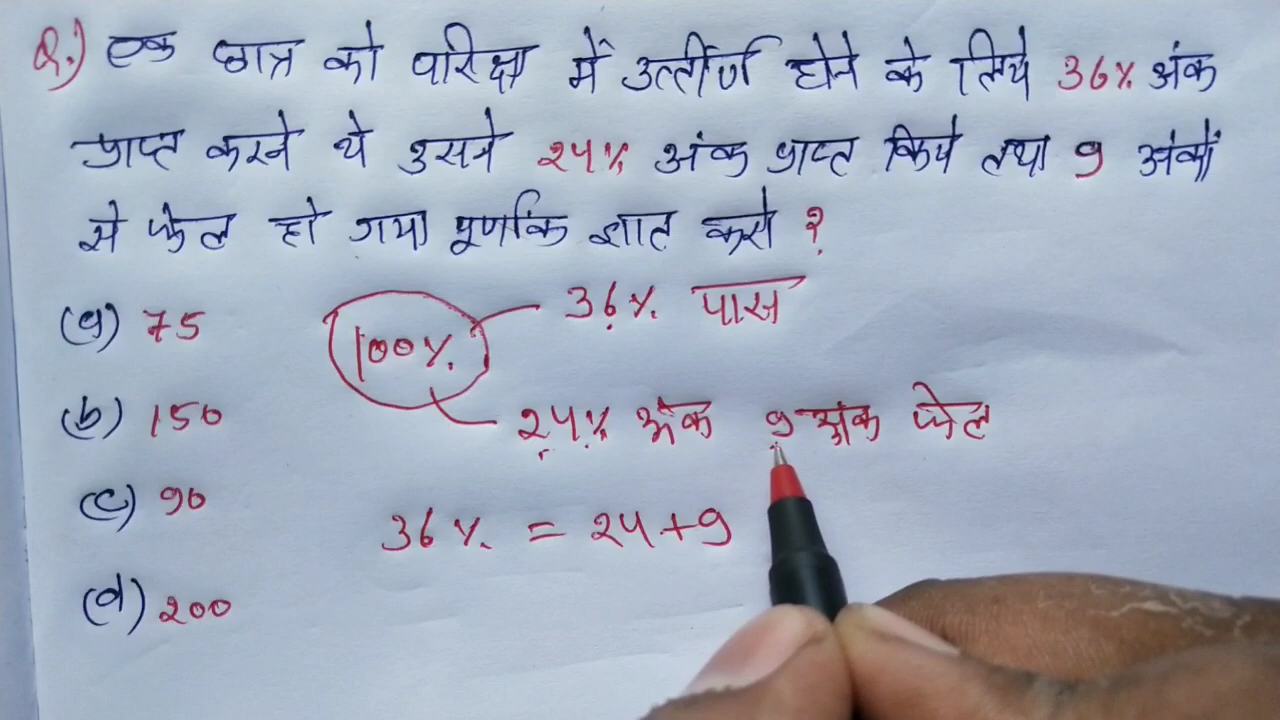 Q.) एक छात्र को परिक्षा में उत्तीर्ण होने के लिये 36% अंक
प्राप्त करने थे उसने 24% अंक प्राप्त किये तथा 9 अंकों
से फेल हो गया पूर्णांक ज्ञात करो ?
(a) 75
(b) 150
(c) 90
(d) 200
100%
36% पास
24% अंक 9 अंक फेल
36% = 24+9